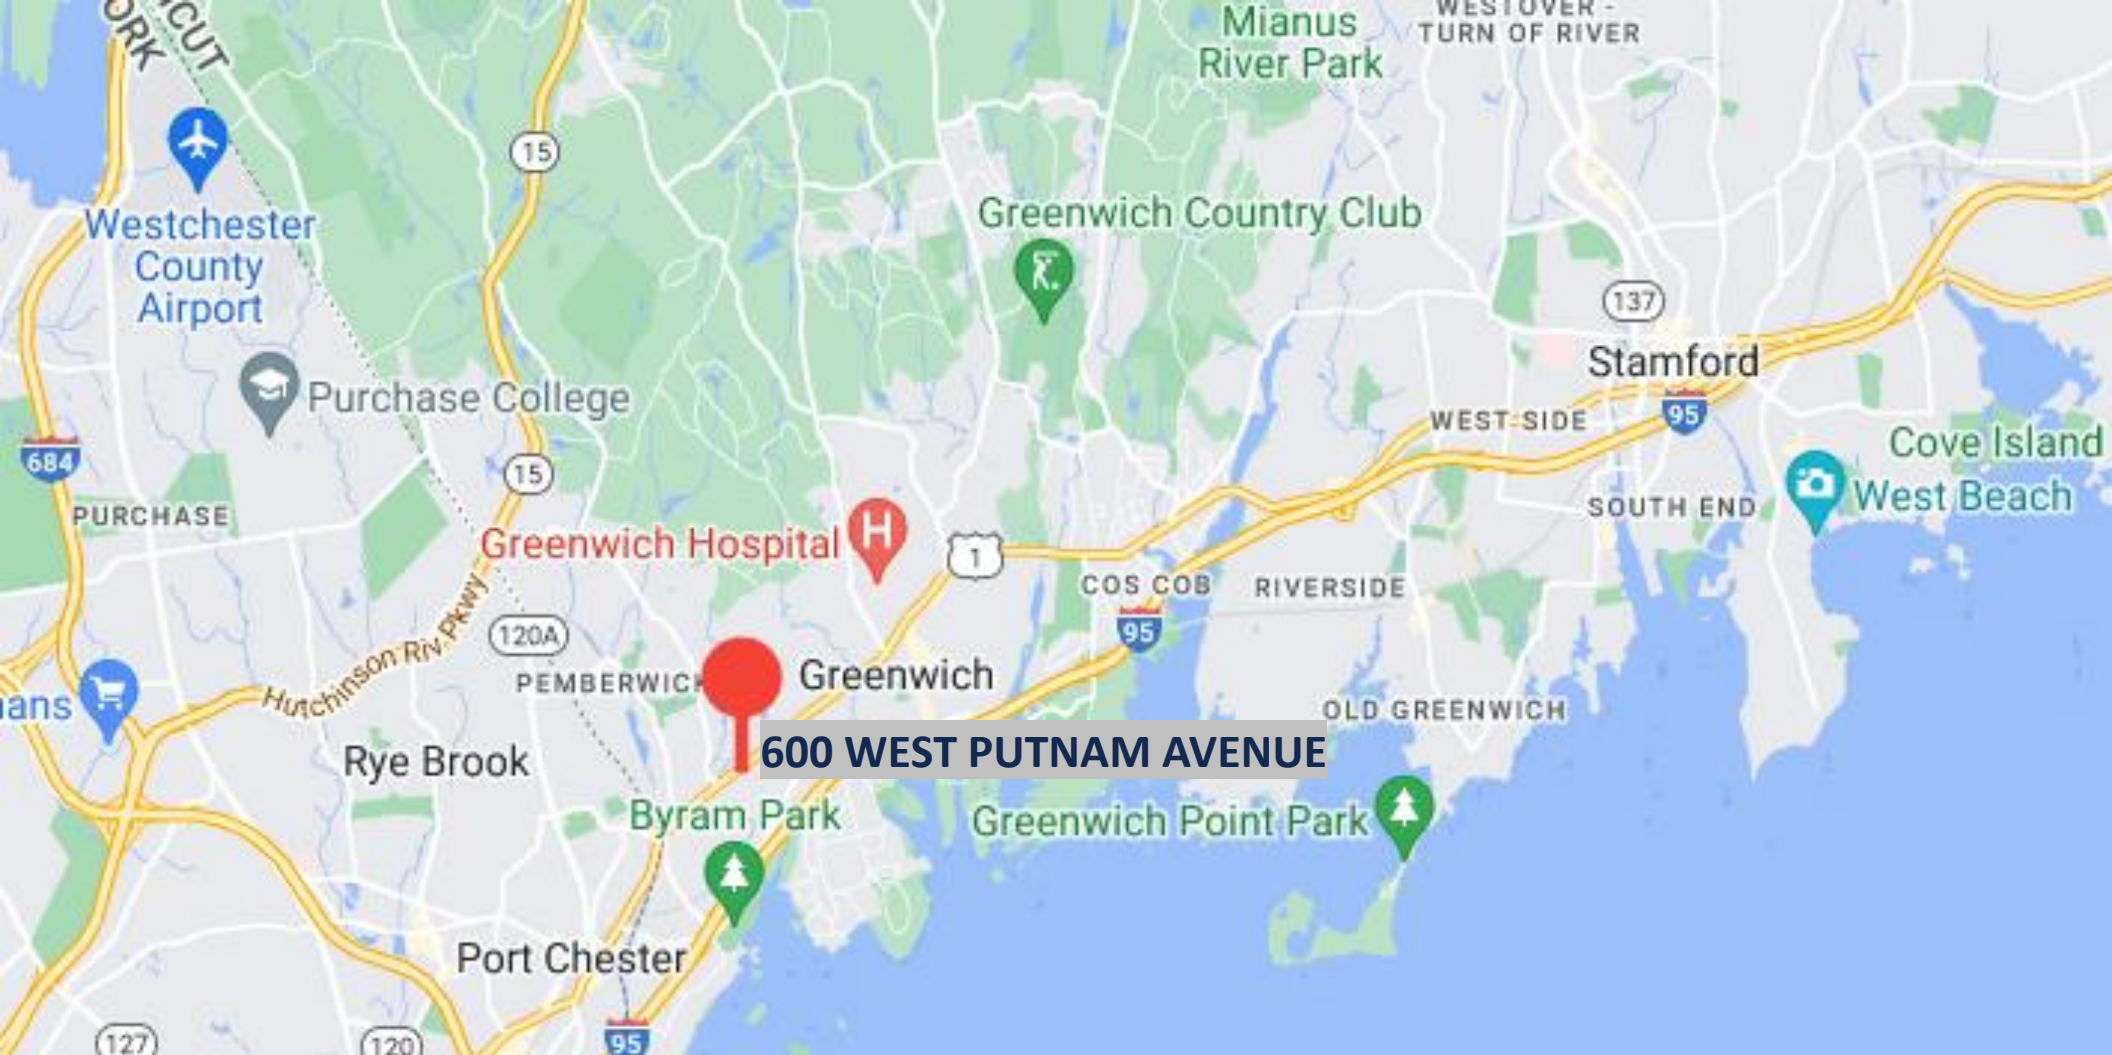 ORK
ICUT
Mianus
River Park
WESTOVER -
TURN OF RIVER
15
Westchester
County
Airport
Greenwich Country Club
137
Stamford
Purchase College
WEST SIDE
95
684
15
Cove Island
West Beach
PURCHASE
SOUTH END
Greenwich Hospital
H
1
COS COB
RIVERSIDE
Hutchinson Riv Pkwy
120A
95
PEMBERWICK
Greenwich
ans
OLD GREENWICH
Rye Brook
600 WEST PUTNAM AVENUE
Byram Park
Greenwich Point Park
Port Chester
127
120
95